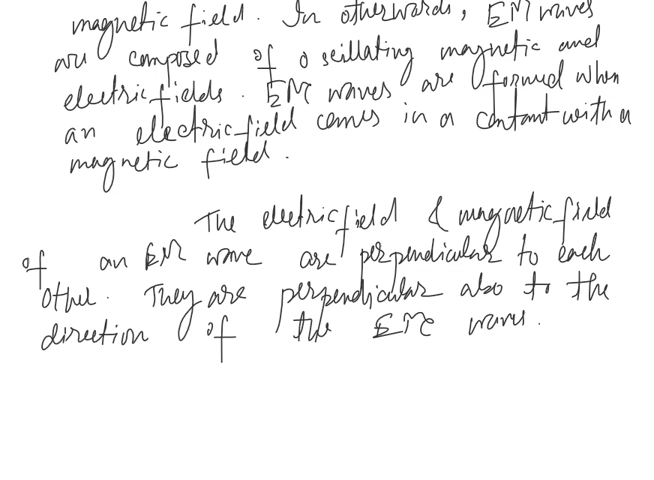 magnetic field. In otherwards, EM waves
are composed of oscillating magnetic and
electric fields. EM waves are formed when
an electric field comes in a contant with a
magnetic field.
The electric field & magnetic field
of an EM wave are perpendicular to each
other. They are perpendicular also to the
direction of the EM waves.